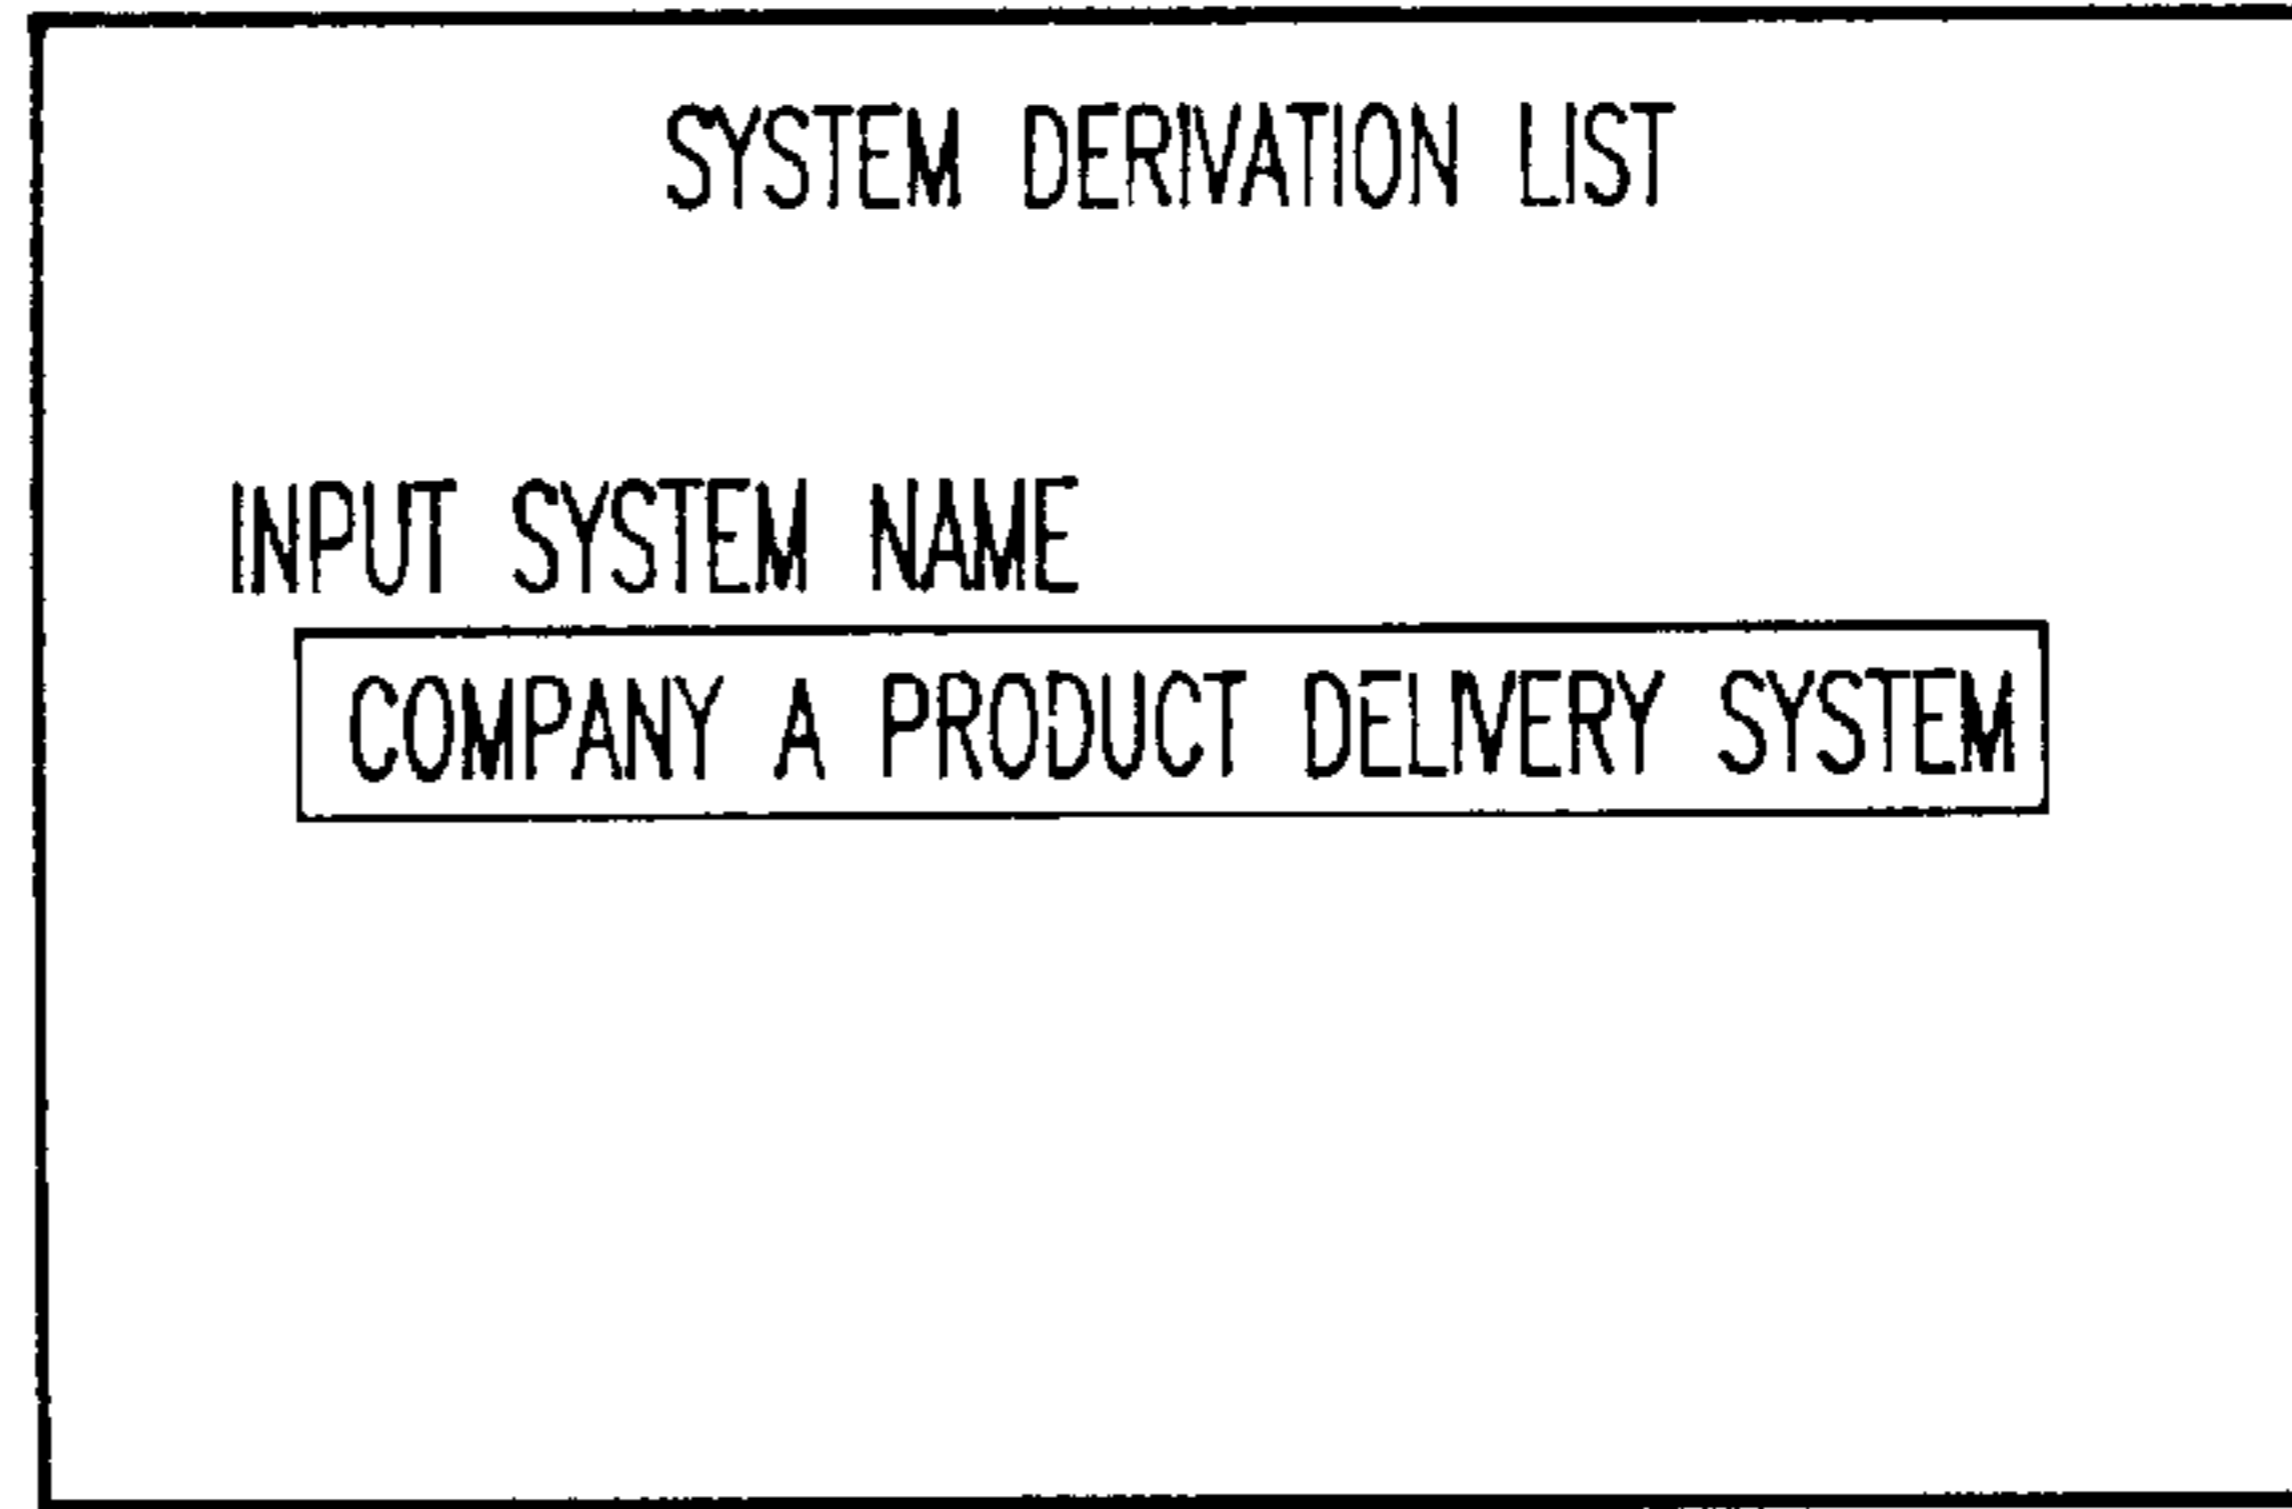 SYSTEM DERIVATION LIST
INPUT SYSTEM NAME
COMPANY A PRODUCT DELIVERY SYSTEM